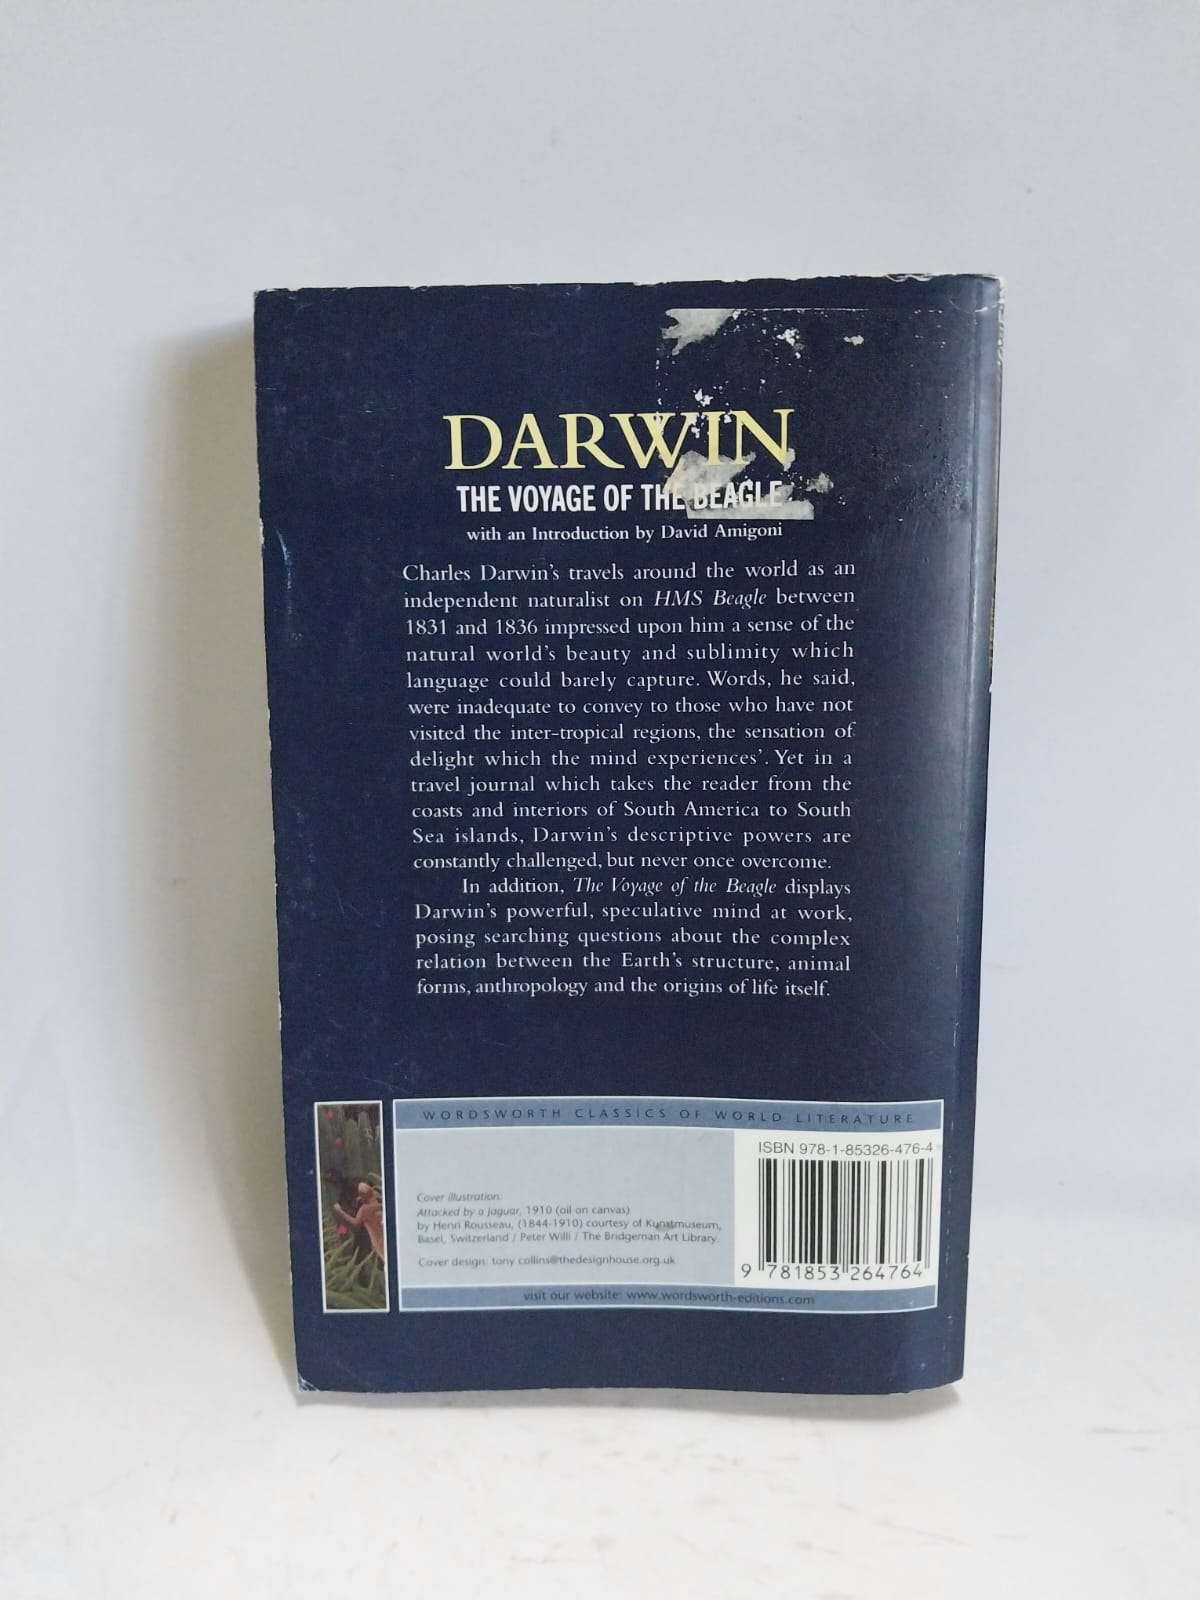 DARWIN
THE VOYAGE OF THE BEAGLE
with an Introduction by David Amigoni
Charles Darwin's travels around the world as an
independent naturalist on HMS Beagle between
1831 and 1836 impressed upon him a sense of the
natural world's beauty and sublimity which
language could barely capture. Words, he said,
were inadequate to convey to those who have not
visited the inter-tropical regions, the sensation of
delight which the mind experiences'. Yet in a
travel journal which takes the reader from the
coasts and interiors of South America to South
Sea islands, Darwin's descriptive powers are
constantly challenged, but never once overcome.
In addition, The Voyage of the Beagle displays
Darwin's powerful, speculative mind at work,
posing searching questions about the complex
relation between the Earth's structure, animal
forms, anthropology and the origins of life itself.
WORDSWORTH CLASSICS OF WORLD LITERATURE
ISBN 978-1-85326-476-4
Cover illustration:
Attacked by a Jaguar, 1910 (oil on canvas)
by Henri Rousseau, (1844-1910) courtesy of Kunstmuseum,
Basel, Switzerland / Peter Willi / The Bridgeman Art Library.
Cover design: tony collins@thedesignhouse.org.uk
9 781853 264764
visit our website: www.wordsworth-editions.com